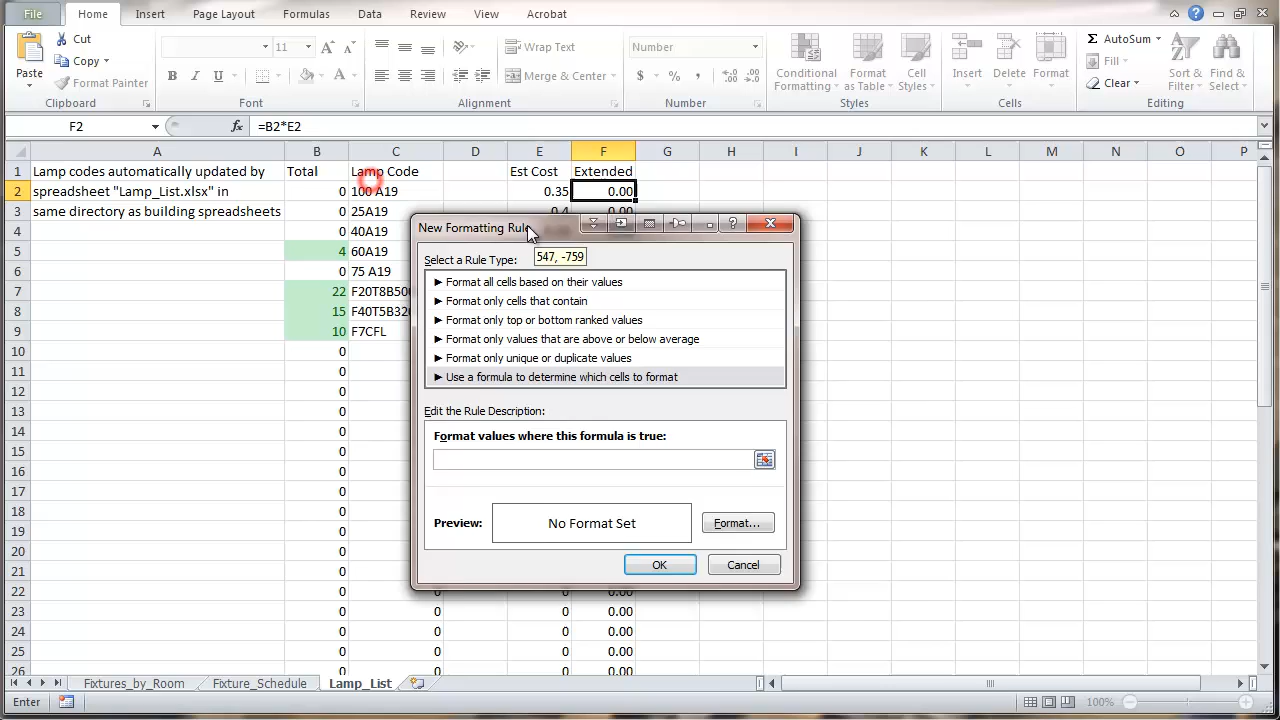 File Home Insert Page Layout Formulas Data Review View Acrobat
Paste Cut Copy Format Painter Clipboard
11 B I U A Font
Wrap Text Merge & Center Alignment
Number $ % , Number
Conditional Formatting Format as Table Cell Styles Styles
Insert Delete Format Cells
Σ AutoSum Fill Clear Sort & Filter Find & Select Editing
F2 fx =B2*E2
A B C D E F G H I J K L M N O P
1 Lamp codes automatically updated by Total Lamp Code Est Cost Extended
2 spreadsheet "Lamp_List.xlsx" in 0 100 A19 0.35 0.00
3 same directory as building spreadsheets 0 25A19 0.4 0.00
4 0 40A19
5 4 60A19
6 0 75 A19
7 22 F20T8B500
8 15 F40T5B32
9 10 F7CFL
10 0
11 0
12 0
13 0
14 0
15 0
16 0
17 0
18 0
19 0
20 0
21 0
22 0 0 0 0.00
23 0 0 0 0.00
24 0 0 0 0.00
25 0 0 0 0.00
26 0 0 0 0.00
New Formatting Rule
547, -759
Select a Rule Type:
► Format all cells based on their values
► Format only cells that contain
► Format only top or bottom ranked values
► Format only values that are above or below average
► Format only unique or duplicate values
► Use a formula to determine which cells to format
Edit the Rule Description:
Format values where this formula is true:
Preview: No Format Set Format...
OK Cancel
Fixtures_by_Room Fixture_Schedule Lamp_List
Enter 100%